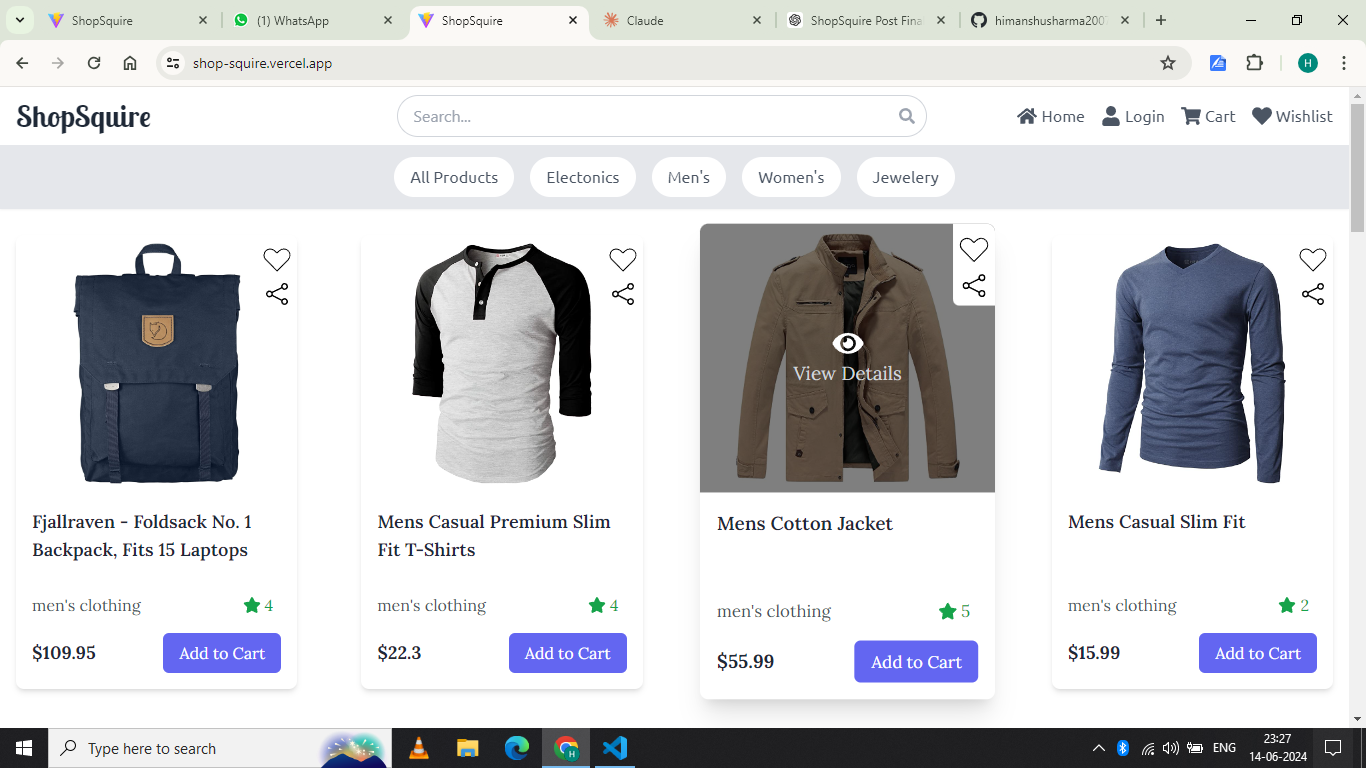 ShopSquire
(1) WhatsApp
ShopSquire
Claude
ShopSquire Post Fina
himanshusharma2007
shop-squire.vercel.app
H
ShopSquire
Search...
Home
Login
Cart
Wishlist
All Products
Electonics
Men's
Women's
Jewelery
View Details
Fjallraven - Foldsack No. 1
Backpack, Fits 15 Laptops
men's clothing
4
$109.95
Add to Cart
Mens Casual Premium Slim
Fit T-Shirts
men's clothing
4
$22.3
Add to Cart
Mens Cotton Jacket
men's clothing
5
$55.99
Add to Cart
Mens Casual Slim Fit
men's clothing
2
$15.99
Add to Cart
Type here to search
H
ENG
23:27
14-06-2024